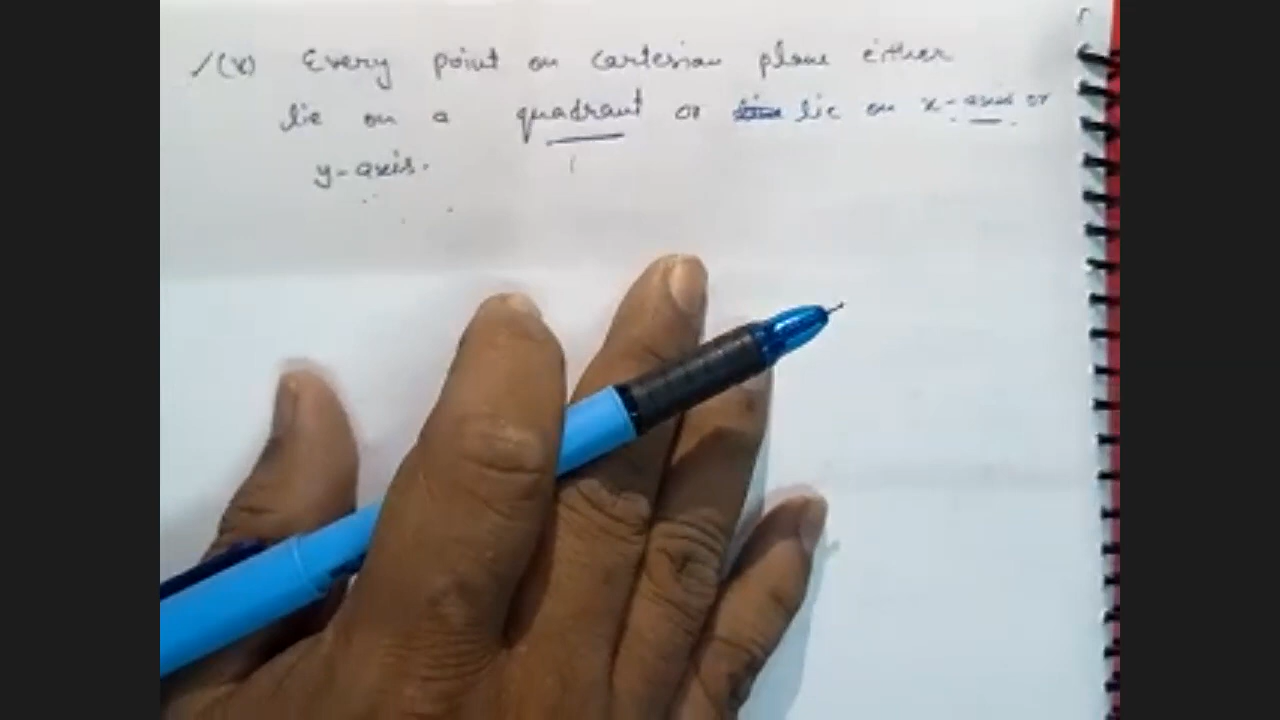 (v) Every point on cartesian plane either
lie on a quadrant or lie on x-axis or
y-axis.